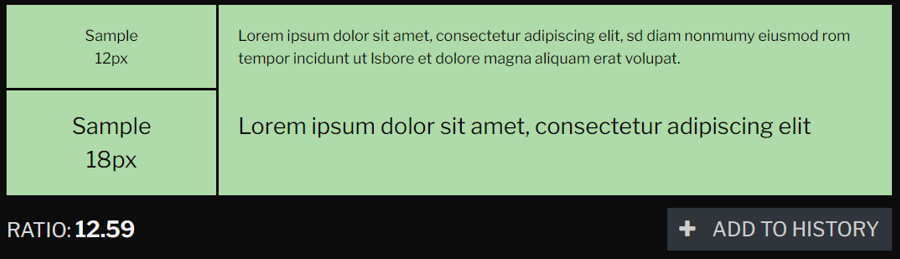 Sample
12px
Lorem ipsum dolor sit amet, consectetur adipiscing elit, sd diam nonmumy eiusmod rom
tempor incidunt ut lsbore et dolore magna aliquam erat volupat.
Sample
18px
Lorem ipsum dolor sit amet, consectetur adipiscing elit
RATIO: 12.59
+ ADD TO HISTORY